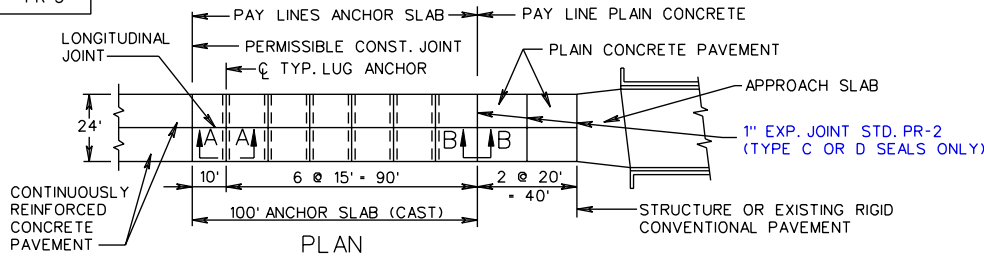 PR-3
PAY LINES ANCHOR SLAB
PAY LINE PLAIN CONCRETE
LONGITUDINAL
JOINT
PERMISSIBLE CONST. JOINT
℄ TYP. LUG ANCHOR
PLAIN CONCRETE PAVEMENT
APPROACH SLAB
24'
A A
B B
1" EXP. JOINT STD. PR-2
(TYPE C OR D SEALS ONLY)
10'
6 @ 15' = 90'
2 @ 20'
= 40'
CONTINUOUSLY
REINFORCED
CONCRETE
PAVEMENT
100' ANCHOR SLAB (CAST)
STRUCTURE OR EXISTING RIGID
CONVENTIONAL PAVEMENT
PLAN